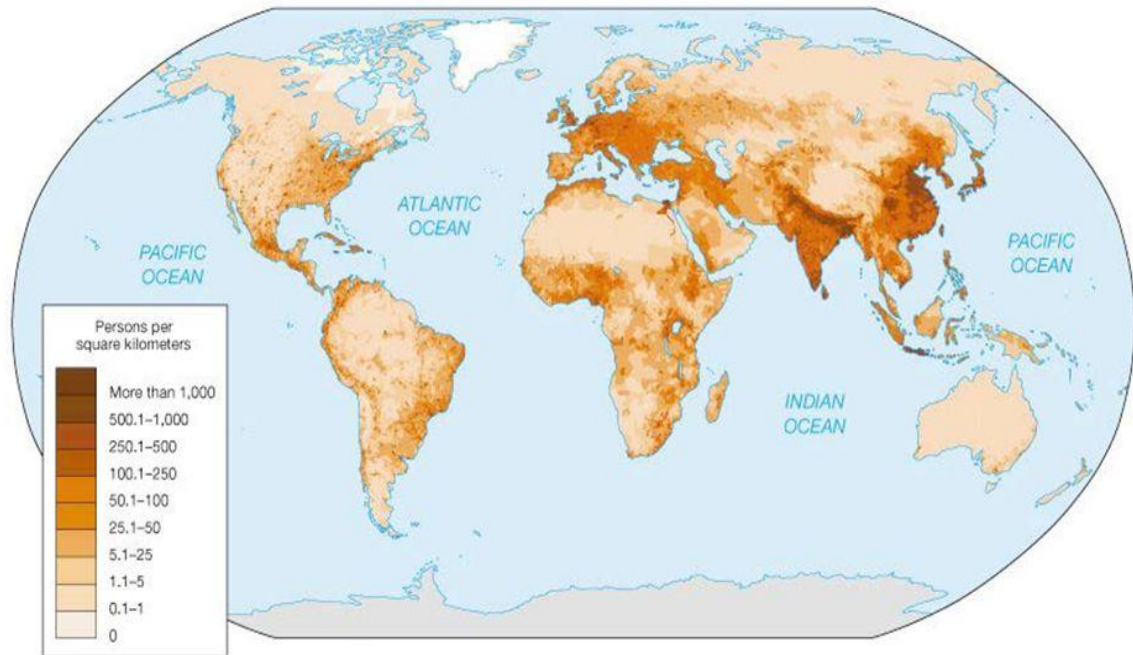 ATLANTIC
OCEAN
PACIFIC
OCEAN
PACIFIC
OCEAN
INDIAN
OCEAN
Persons per
square kilometers
More than 1,000
500.1–1,000
250.1–500
100.1–250
50.1–100
25.1–50
5.1–25
1.1–5
0.1–1
0